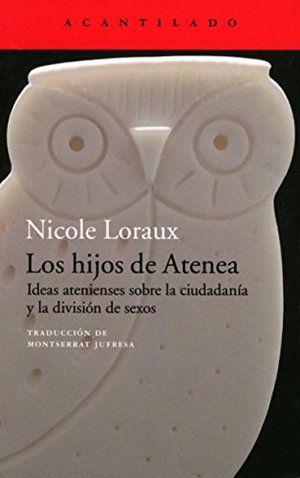 ACANTILADO
Nicole Loraux
Los hijos de Atenea
Ideas atenienses sobre la ciudadanía
y la división de sexos
TRADUCCIÓN DE
MONTSERRAT JUFRESA